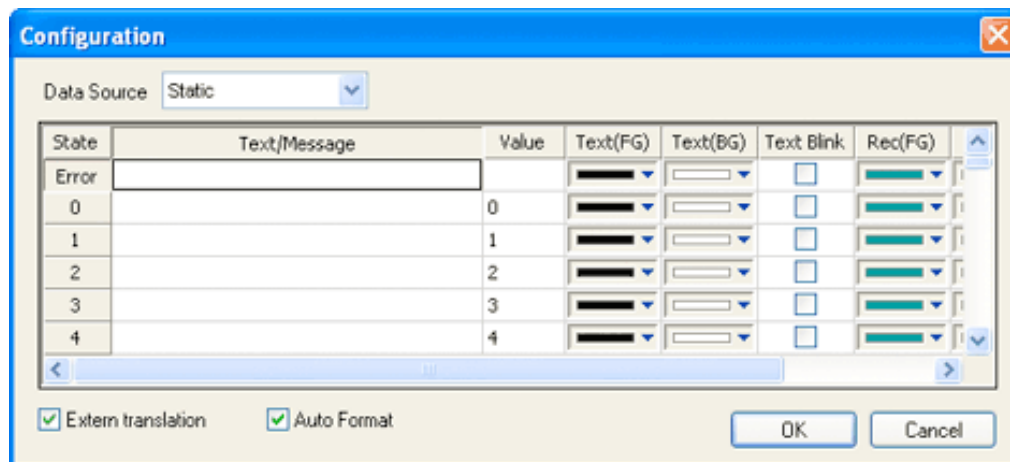 Configuration
Data Source Static
State Text/Message Value Text(FG) Text(BG) Text Blink Rec(FG)
Error
0 0
1 1
2 2
3 3
4 4
Extern translation Auto Format OK Cancel